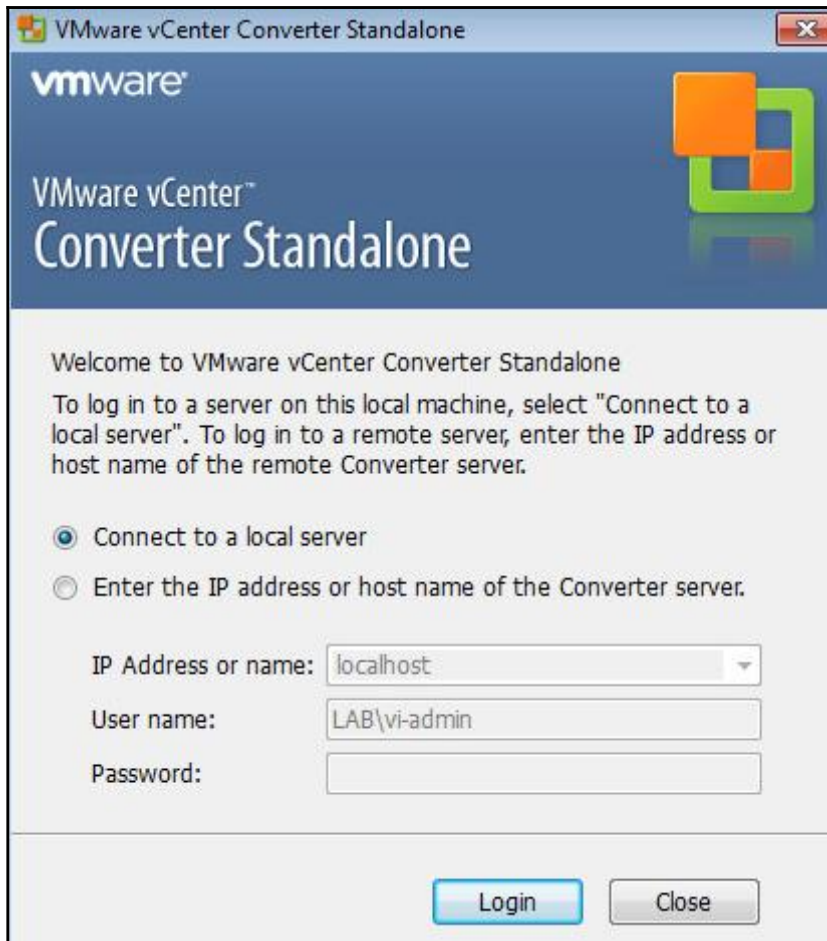 VMware vCenter Converter Standalone
vmware®
VMware vCenter™
Converter Standalone
Welcome to VMware vCenter Converter Standalone
To log in to a server on this local machine, select "Connect to a
local server". To log in to a remote server, enter the IP address or
host name of the remote Converter server.
Connect to a local server
Enter the IP address or host name of the Converter server.
IP Address or name: localhost
User name: LAB\vi-admin
Password:
Login Close